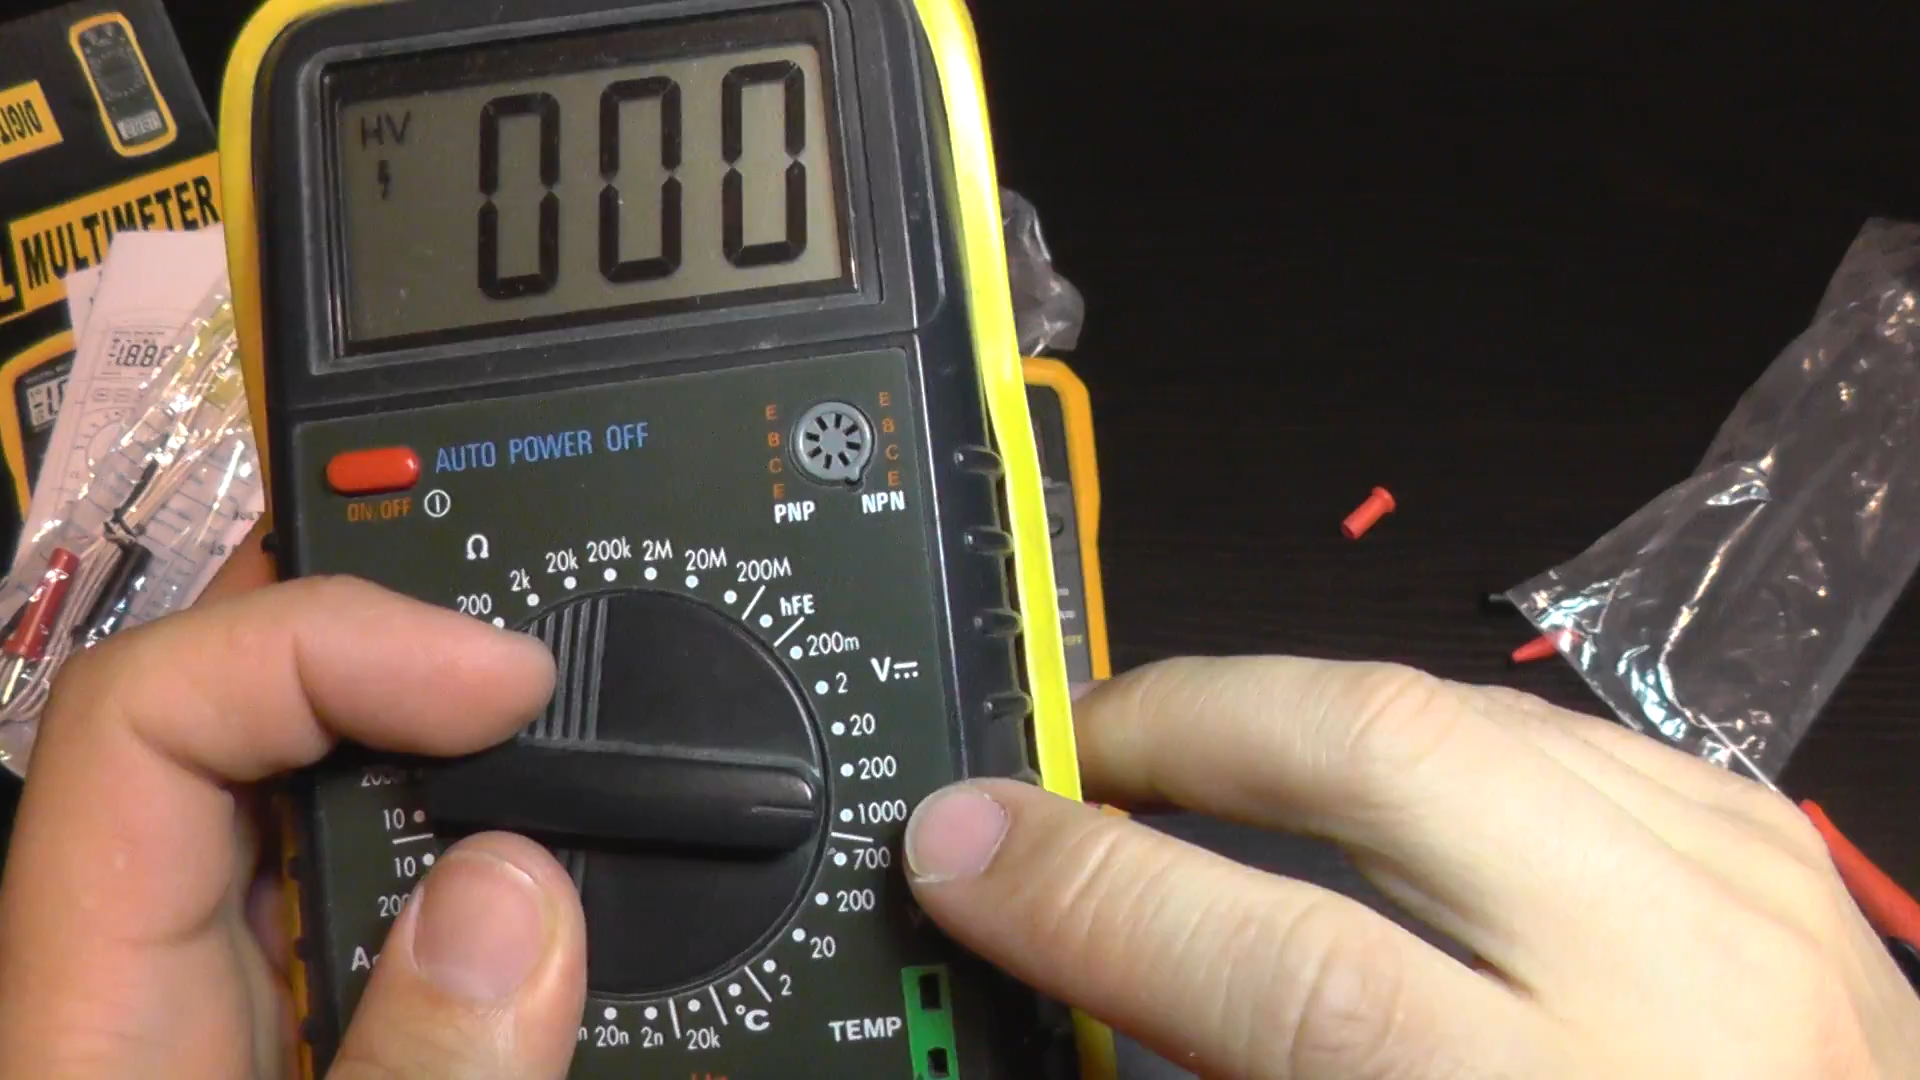 HV
000
MULTIMETER
AUTO POWER OFF
ON/OFF
E
B
C
E
PNP
E
B
C
E
NPN
Ω
200
2k
20k
200k
2M
20M
200M
hFE
200m
V
2
20
200
1000
700
200
20
2
°C
20k
2n
20n
10
10
A
TEMP